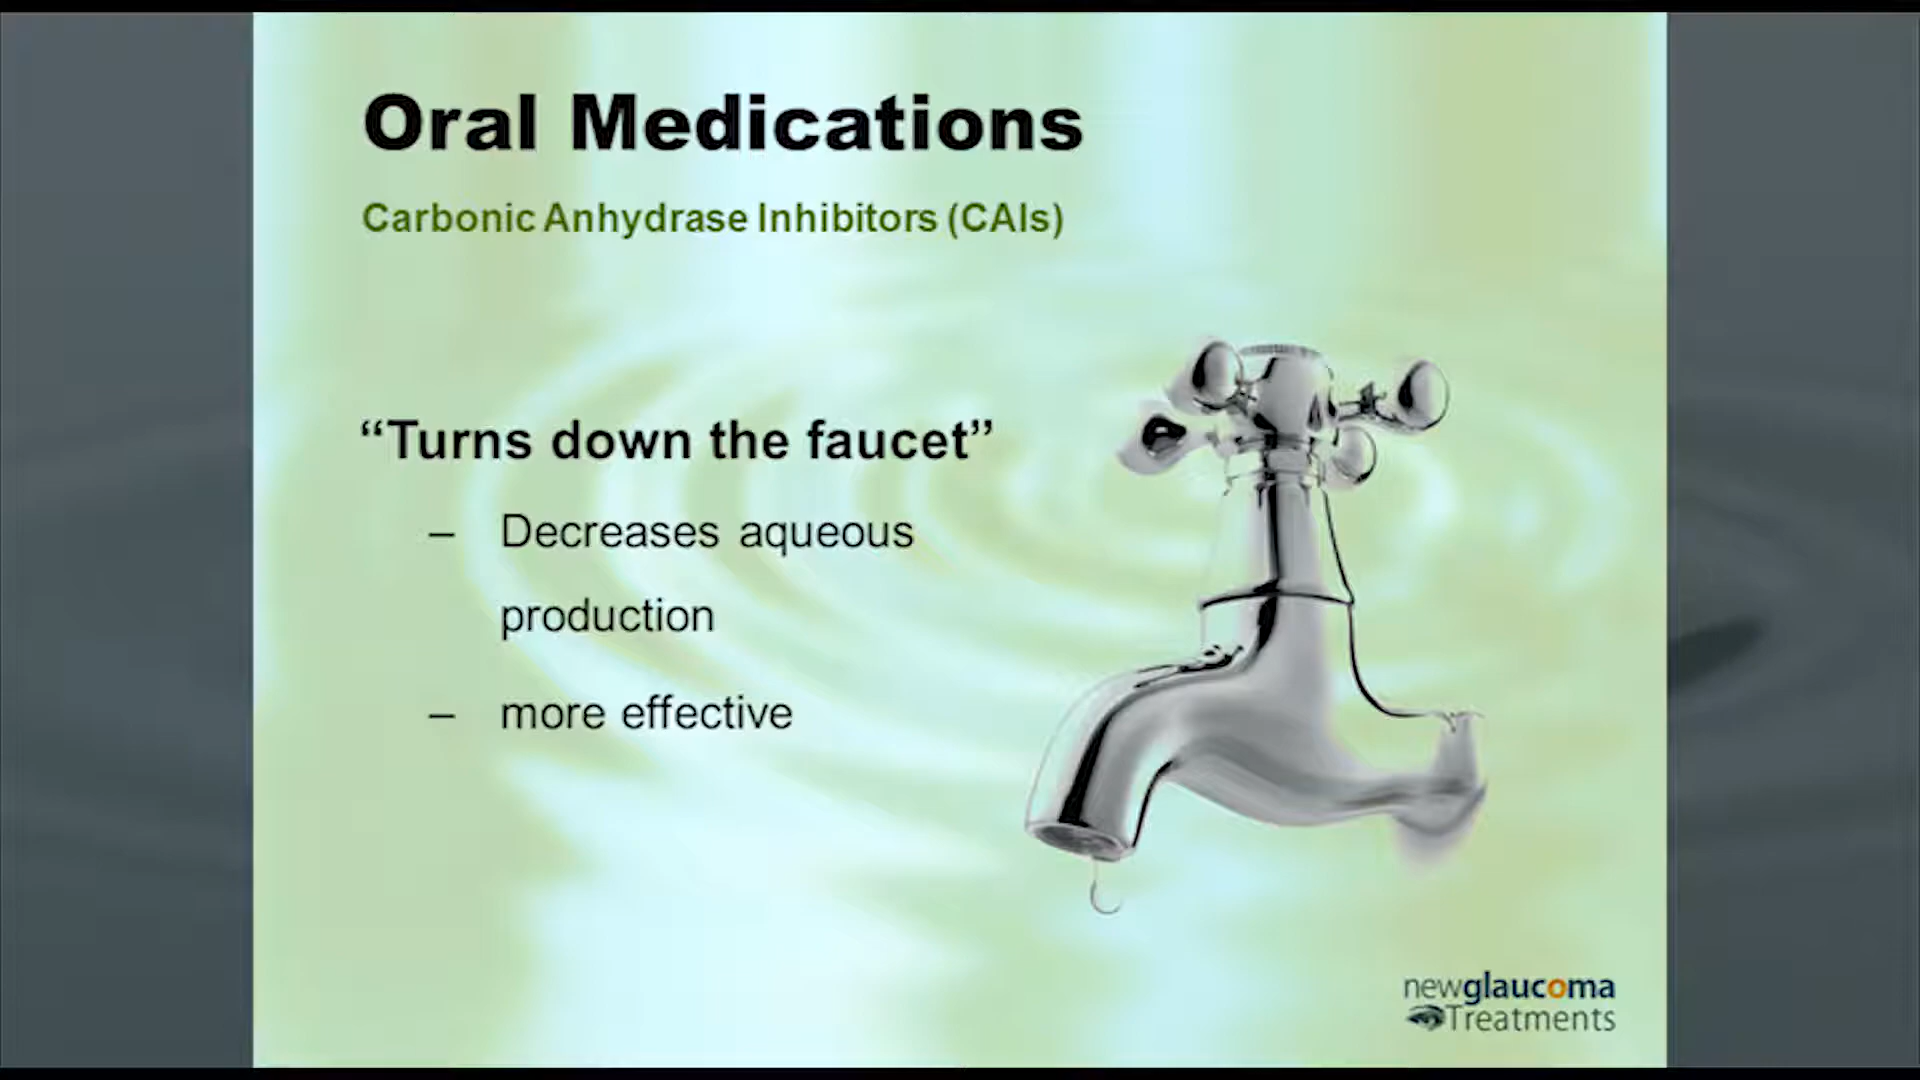 Oral Medications
Carbonic Anhydrase Inhibitors (CAIs)
“Turns down the faucet”
– Decreases aqueous
production
– more effective
newglaucoma
Treatments